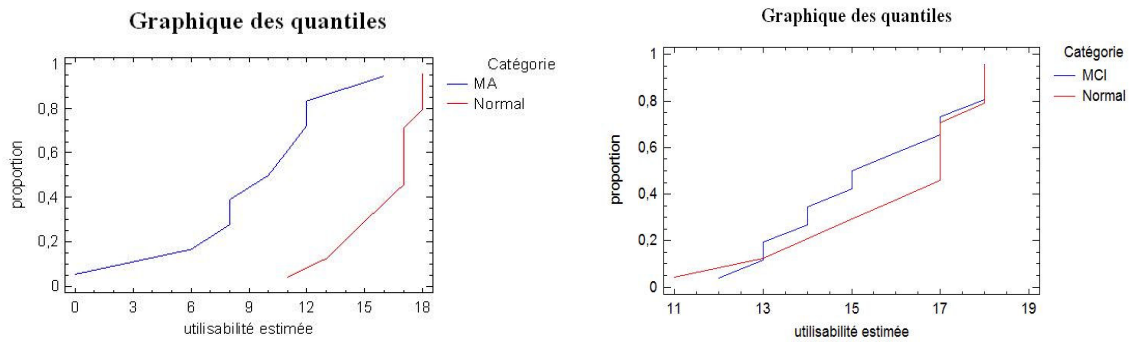 Graphique des quantiles
1
0,8
0,6
0,4
0,2
0
proportion
0 3 6 9 12 15 18
utilisabilité estimée
Catégorie
MA
Normal
Graphique des quantiles
1
0,8
0,6
0,4
0,2
0
proportion
11 13 15 17 19
utilisabilité estimée
Catégorie
MCI
Normal